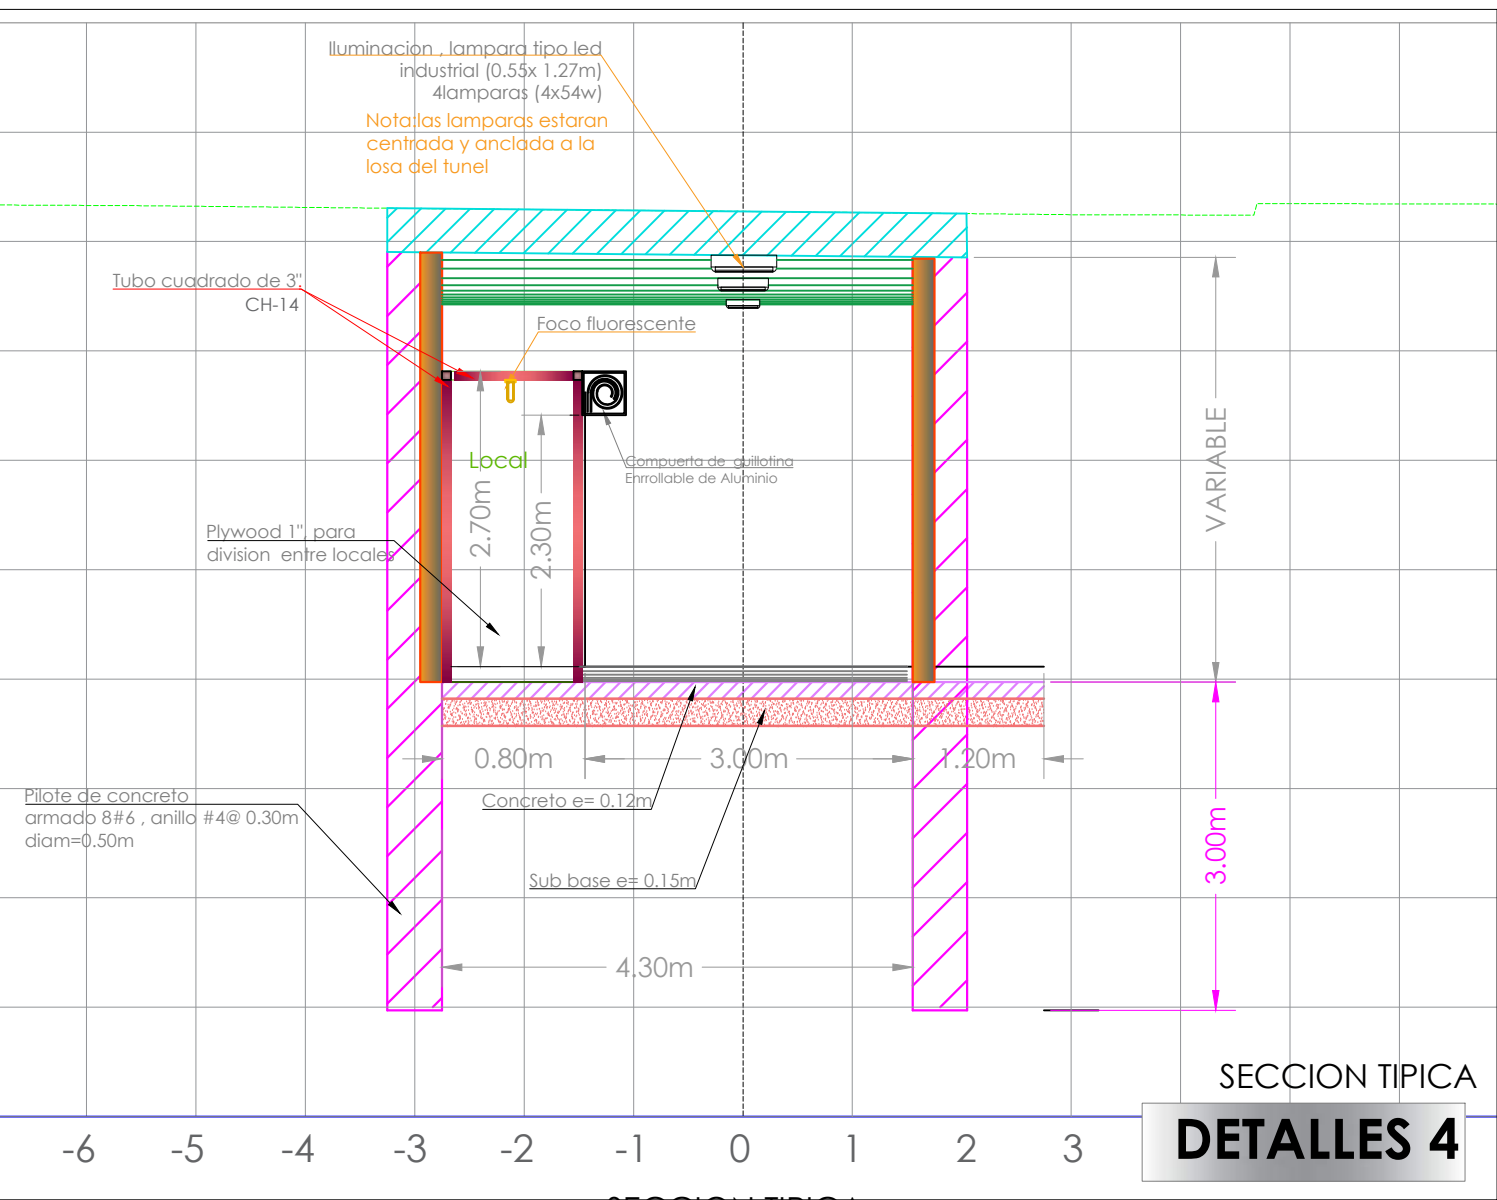 Iluminacion , lampara tipo led
industrial (0.55x 1.27m)
4lamparas (4x54w)
Nota:las lamparas estaran
centrada y anclada a la
losa del tunel
Tubo cuadrado de 3".
CH-14
Foco fluorescente
Local
Compuerta de guillotina
Enrrollable de Aluminio
2.70m
2.30m
VARIABLE
Plywood 1", para
division entre locales
0.80m
3.00m
1.20m
Pilote de concreto
armado 8#6 , anillo #4@ 0.30m
diam=0.50m
Concreto e= 0.12m
Sub base e= 0.15m
3.00m
4.30m
SECCION TIPICA
DETALLES 4
-6 -5 -4 -3 -2 -1 0 1 2 3
SECCION TIPICA